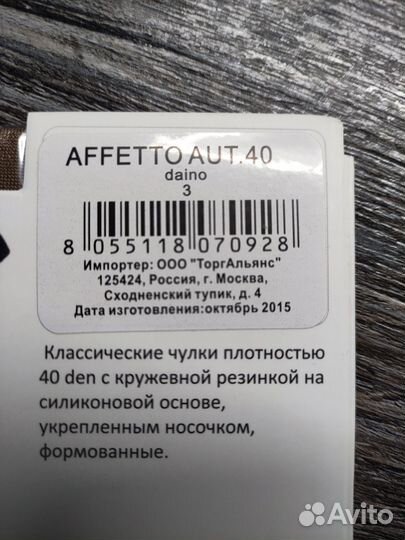 AFFETTO AUT.40
daino
3
8 055118 070928
Импортер: ООО "ТоргАльянс"
125424, Россия, г. Москва,
Сходненский тупик, д. 4
Дата изготовления:октябрь 2015
Классические чулки плотностью
40 den с кружевной резинкой на
силиконовой основе,
укрепленным носочком,
формованные.
Avito